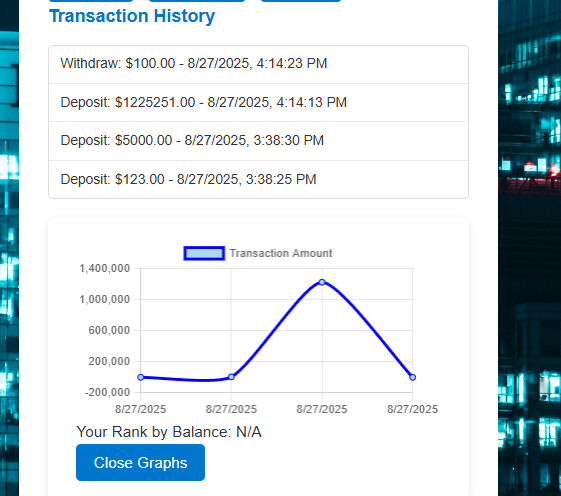 Transaction History
Withdraw: $100.00 - 8/27/2025, 4:14:23 PM
Deposit: $1225251.00 - 8/27/2025, 4:14:13 PM
Deposit: $5000.00 - 8/27/2025, 3:38:30 PM
Deposit: $123.00 - 8/27/2025, 3:38:25 PM
Transaction Amount
1,400,000
1,000,000
600,000
200,000
-200,000
8/27/2025 8/27/2025 8/27/2025 8/27/2025
Your Rank by Balance: N/A
Close Graphs